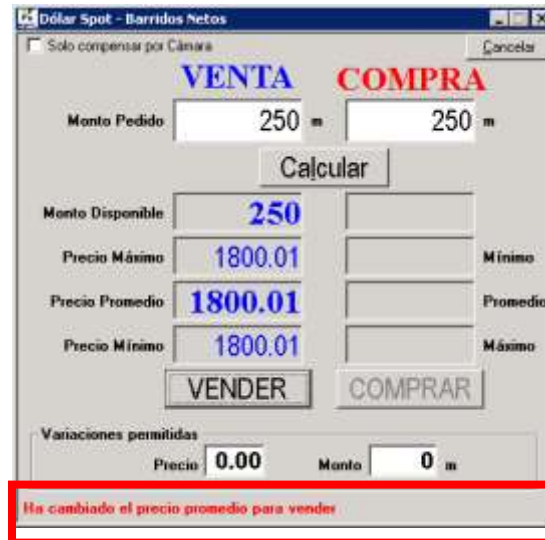 Dólar Spot - Barridos Netos
Solo compensar por Cámara
Cancelar
VENTA COMPRA
Monto Pedido 250 m 250 m
Calcular
Monto Disponible 250
Precio Máximo 1800.01 Mínimo
Precio Promedio 1800.01 Promedio
Precio Mínimo 1800.01 Máximo
VENDER COMPRAR
Variaciones permitidas
Precio 0.00 Monto 0 m
Ha cambiado el precio promedio para vender